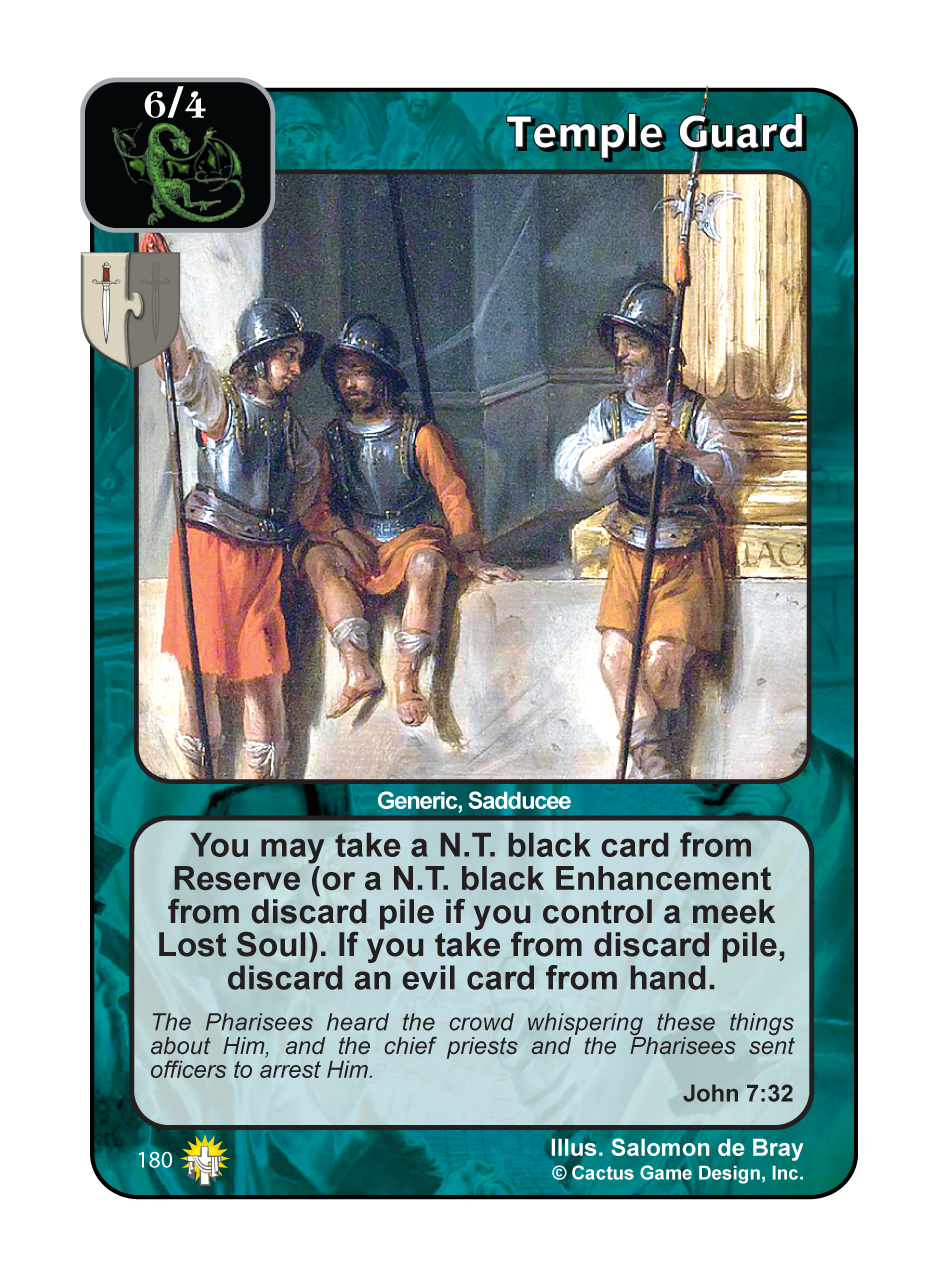 6/4
Temple Guard
TAC
Generic, Sadducee
You may take a N.T. black card from
Reserve (or a N.T. black Enhancement
from discard pile if you control a meek
Lost Soul). If you take from discard pile,
discard an evil card from hand.
The Pharisees heard the crowd whispering these things
about Him, and the chief priests and the Pharisees sent
officers to arrest Him.
John 7:32
180
Illus. Salomon de Bray
© Cactus Game Design, Inc.